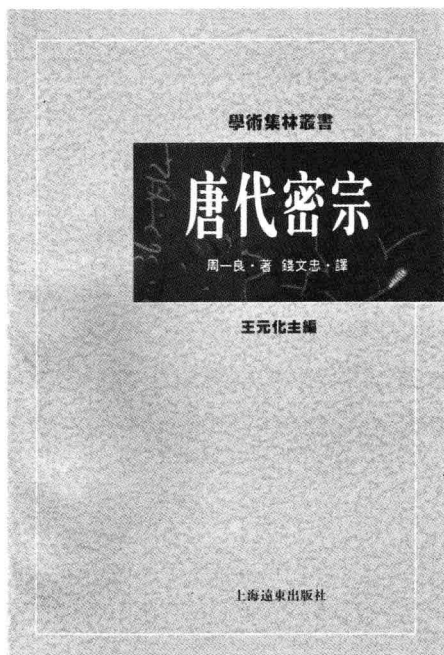 學術集林叢書
唐代密宗
周一良·著 錢文忠·譯
王元化主編
上海遠東出版社